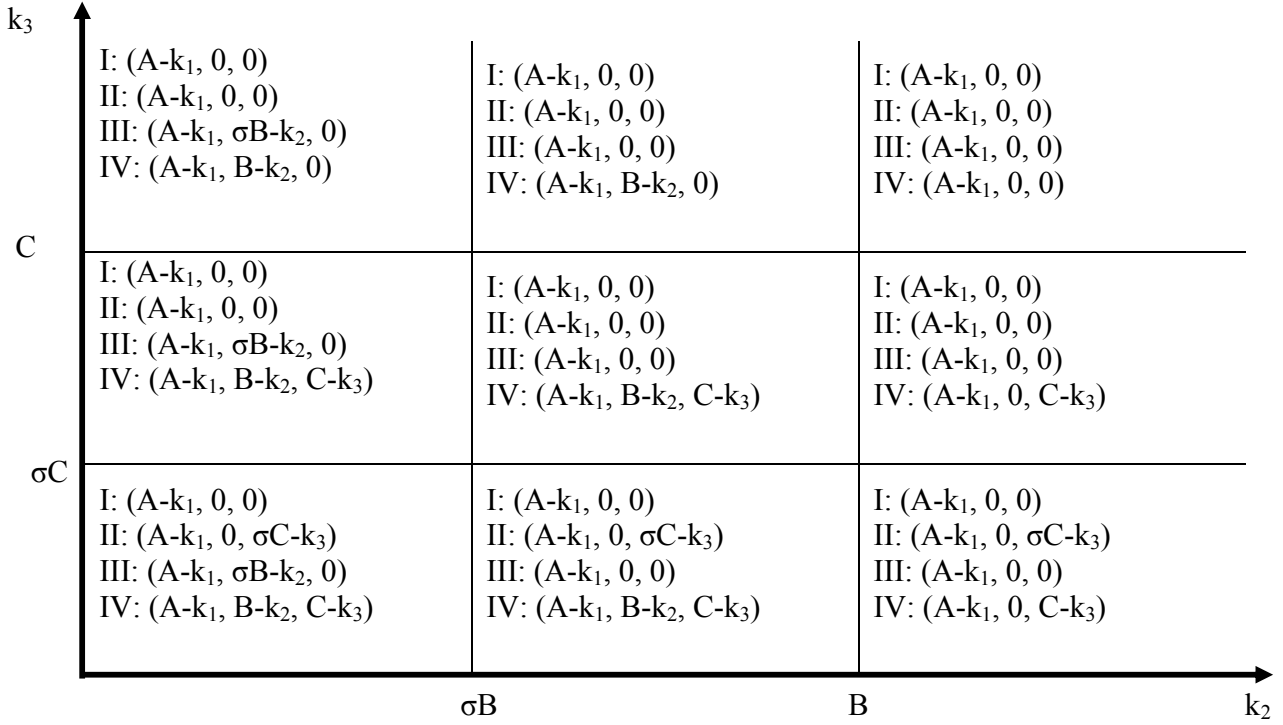 k₃
I: (A-k₁, 0, 0)
II: (A-k₁, 0, 0)
III: (A-k₁, σB-k₂, 0)
IV: (A-k₁, B-k₂, 0)
I: (A-k₁, 0, 0)
II: (A-k₁, 0, 0)
III: (A-k₁, 0, 0)
IV: (A-k₁, B-k₂, 0)
I: (A-k₁, 0, 0)
II: (A-k₁, 0, 0)
III: (A-k₁, 0, 0)
IV: (A-k₁, 0, 0)
C
I: (A-k₁, 0, 0)
II: (A-k₁, 0, 0)
III: (A-k₁, σB-k₂, 0)
IV: (A-k₁, B-k₂, C-k₃)
I: (A-k₁, 0, 0)
II: (A-k₁, 0, 0)
III: (A-k₁, 0, 0)
IV: (A-k₁, B-k₂, C-k₃)
I: (A-k₁, 0, 0)
II: (A-k₁, 0, 0)
III: (A-k₁, 0, 0)
IV: (A-k₁, 0, C-k₃)
σC
I: (A-k₁, 0, 0)
II: (A-k₁, 0, σC-k₃)
III: (A-k₁, σB-k₂, 0)
IV: (A-k₁, B-k₂, C-k₃)
I: (A-k₁, 0, 0)
II: (A-k₁, 0, σC-k₃)
III: (A-k₁, 0, 0)
IV: (A-k₁, B-k₂, C-k₃)
I: (A-k₁, 0, 0)
II: (A-k₁, 0, σC-k₃)
III: (A-k₁, 0, 0)
IV: (A-k₁, 0, C-k₃)
σB
B
k₂